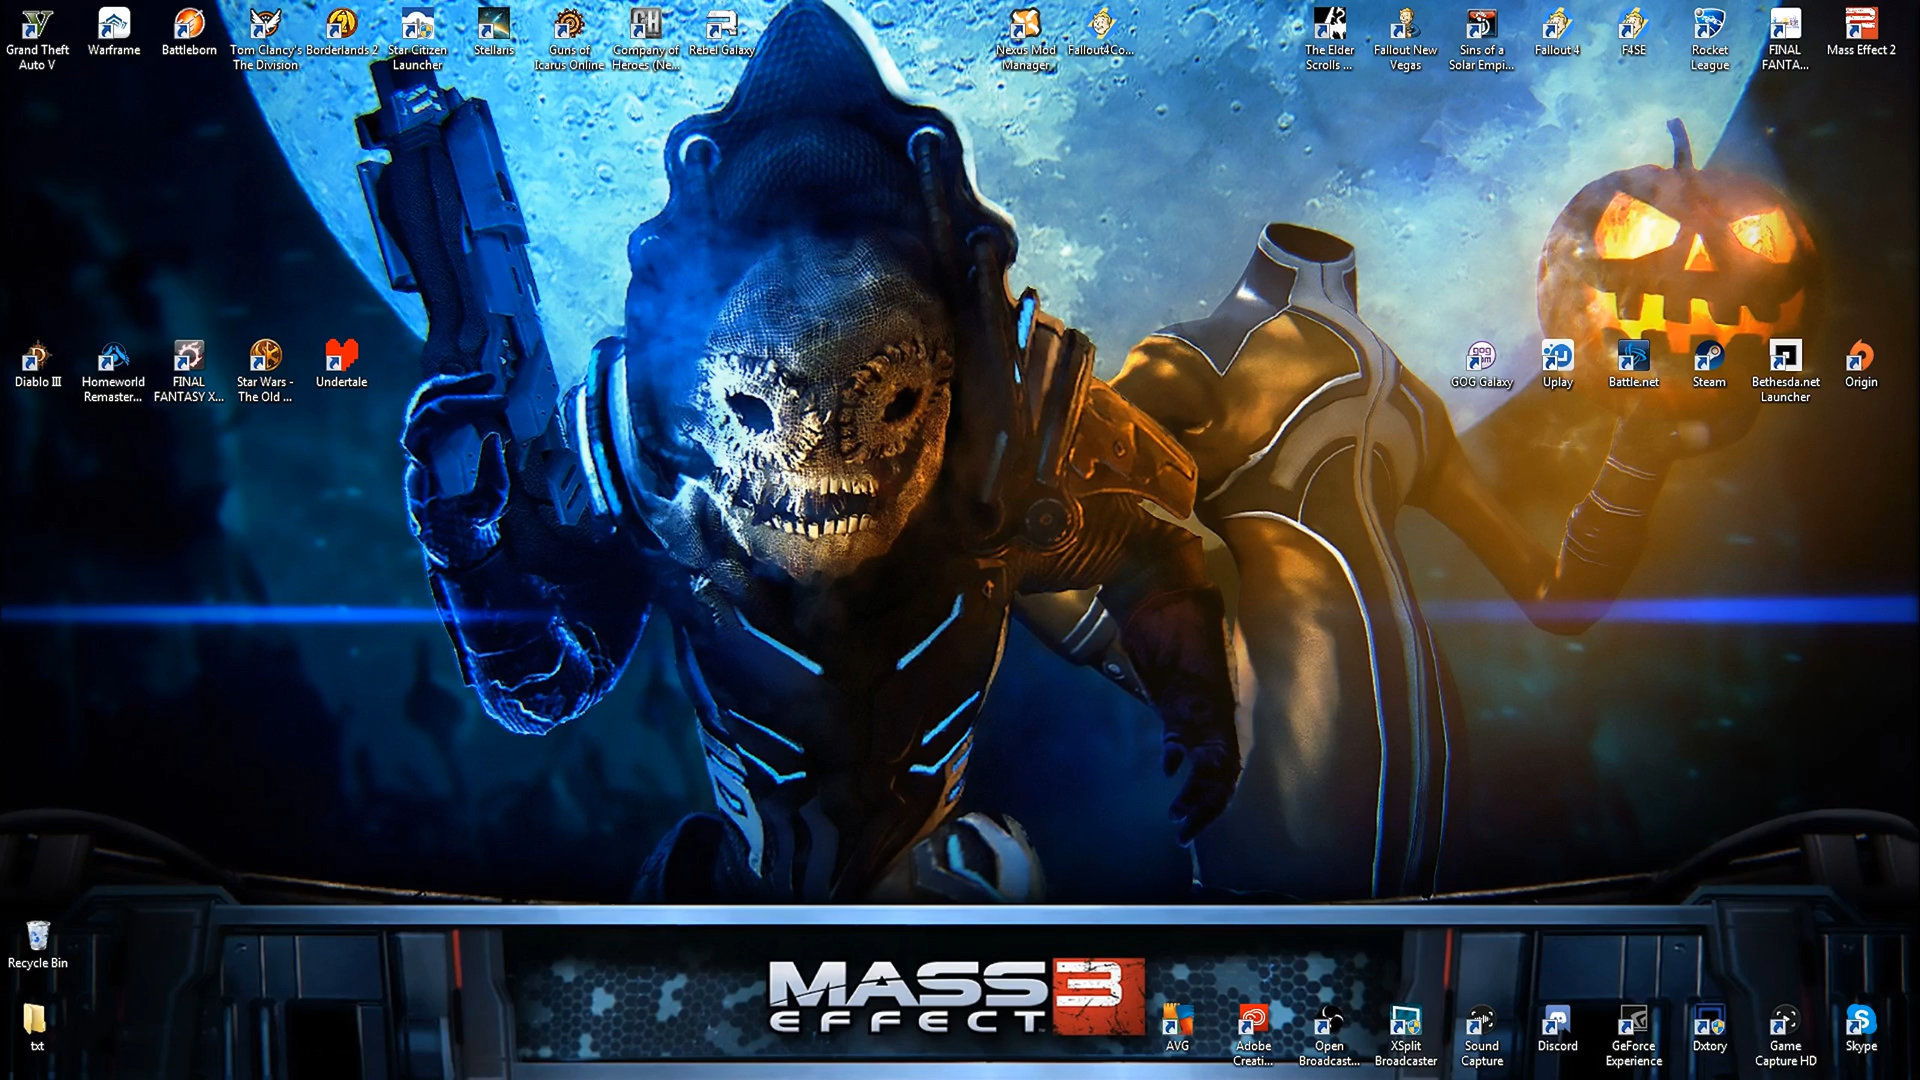 Grand Theft
Auto V
Warframe
Battleborn
Tom Clancy's
The Division
Borderlands 2
Star Citizen
Launcher
Stellaris
Guns of
Icarus Online
Company of
Heroes (Ne...
Rebel Galaxy
Nexus Mod
Manager
Fallout4Co...
The Elder
Scrolls ...
Fallout New
Vegas
Sins of a
Solar Empi...
Fallout 4
F4SE
Rocket
League
FINAL
FANTA...
Mass Effect 2
Diablo III
Homeworld
Remaster...
FINAL
FANTASY X...
Star Wars -
The Old ...
Undertale
GOG Galaxy
Uplay
Battle.net
Steam
Bethesda.net
Launcher
Origin
Recycle Bin
txt
MASS
EFFECT
3
AVG
Adobe
Creati...
Open
Broadcast...
XSplit
Broadcaster
Sound
Capture
Discord
GeForce
Experience
Dxtory
Game
Capture HD
Skype